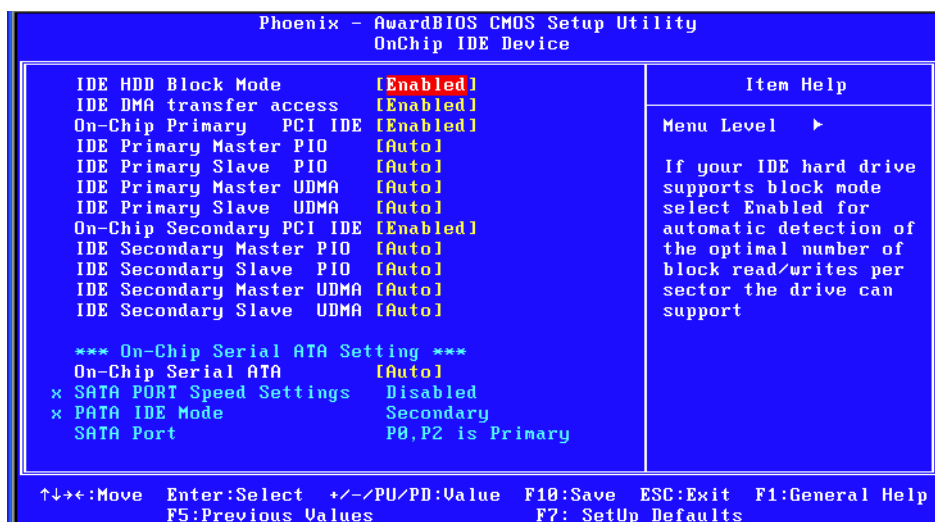 Phoenix - AwardBIOS CMOS Setup Utility
OnChip IDE Device
IDE HDD Block Mode [Enabled]
IDE DMA transfer access [Enabled]
On-Chip Primary PCI IDE [Enabled]
IDE Primary Master PIO [Auto]
IDE Primary Slave PIO [Auto]
IDE Primary Master UDMA [Auto]
IDE Primary Slave UDMA [Auto]
On-Chip Secondary PCI IDE [Enabled]
IDE Secondary Master PIO [Auto]
IDE Secondary Slave PIO [Auto]
IDE Secondary Master UDMA [Auto]
IDE Secondary Slave UDMA [Auto]
*** On-Chip Serial ATA Setting ***
On-Chip Serial ATA [Auto]
x SATA PORT Speed Settings Disabled
x PATA IDE Mode Secondary
SATA Port P0,P2 is Primary
Item Help
Menu Level ►
If your IDE hard drive
supports block mode
select Enabled for
automatic detection of
the optimal number of
block read/writes per
sector the drive can
support
↑↓→←:Move Enter:Select +/-/PU/PD:Value F10:Save ESC:Exit F1:General Help
F5:Previous Values F7: SetUp Defaults